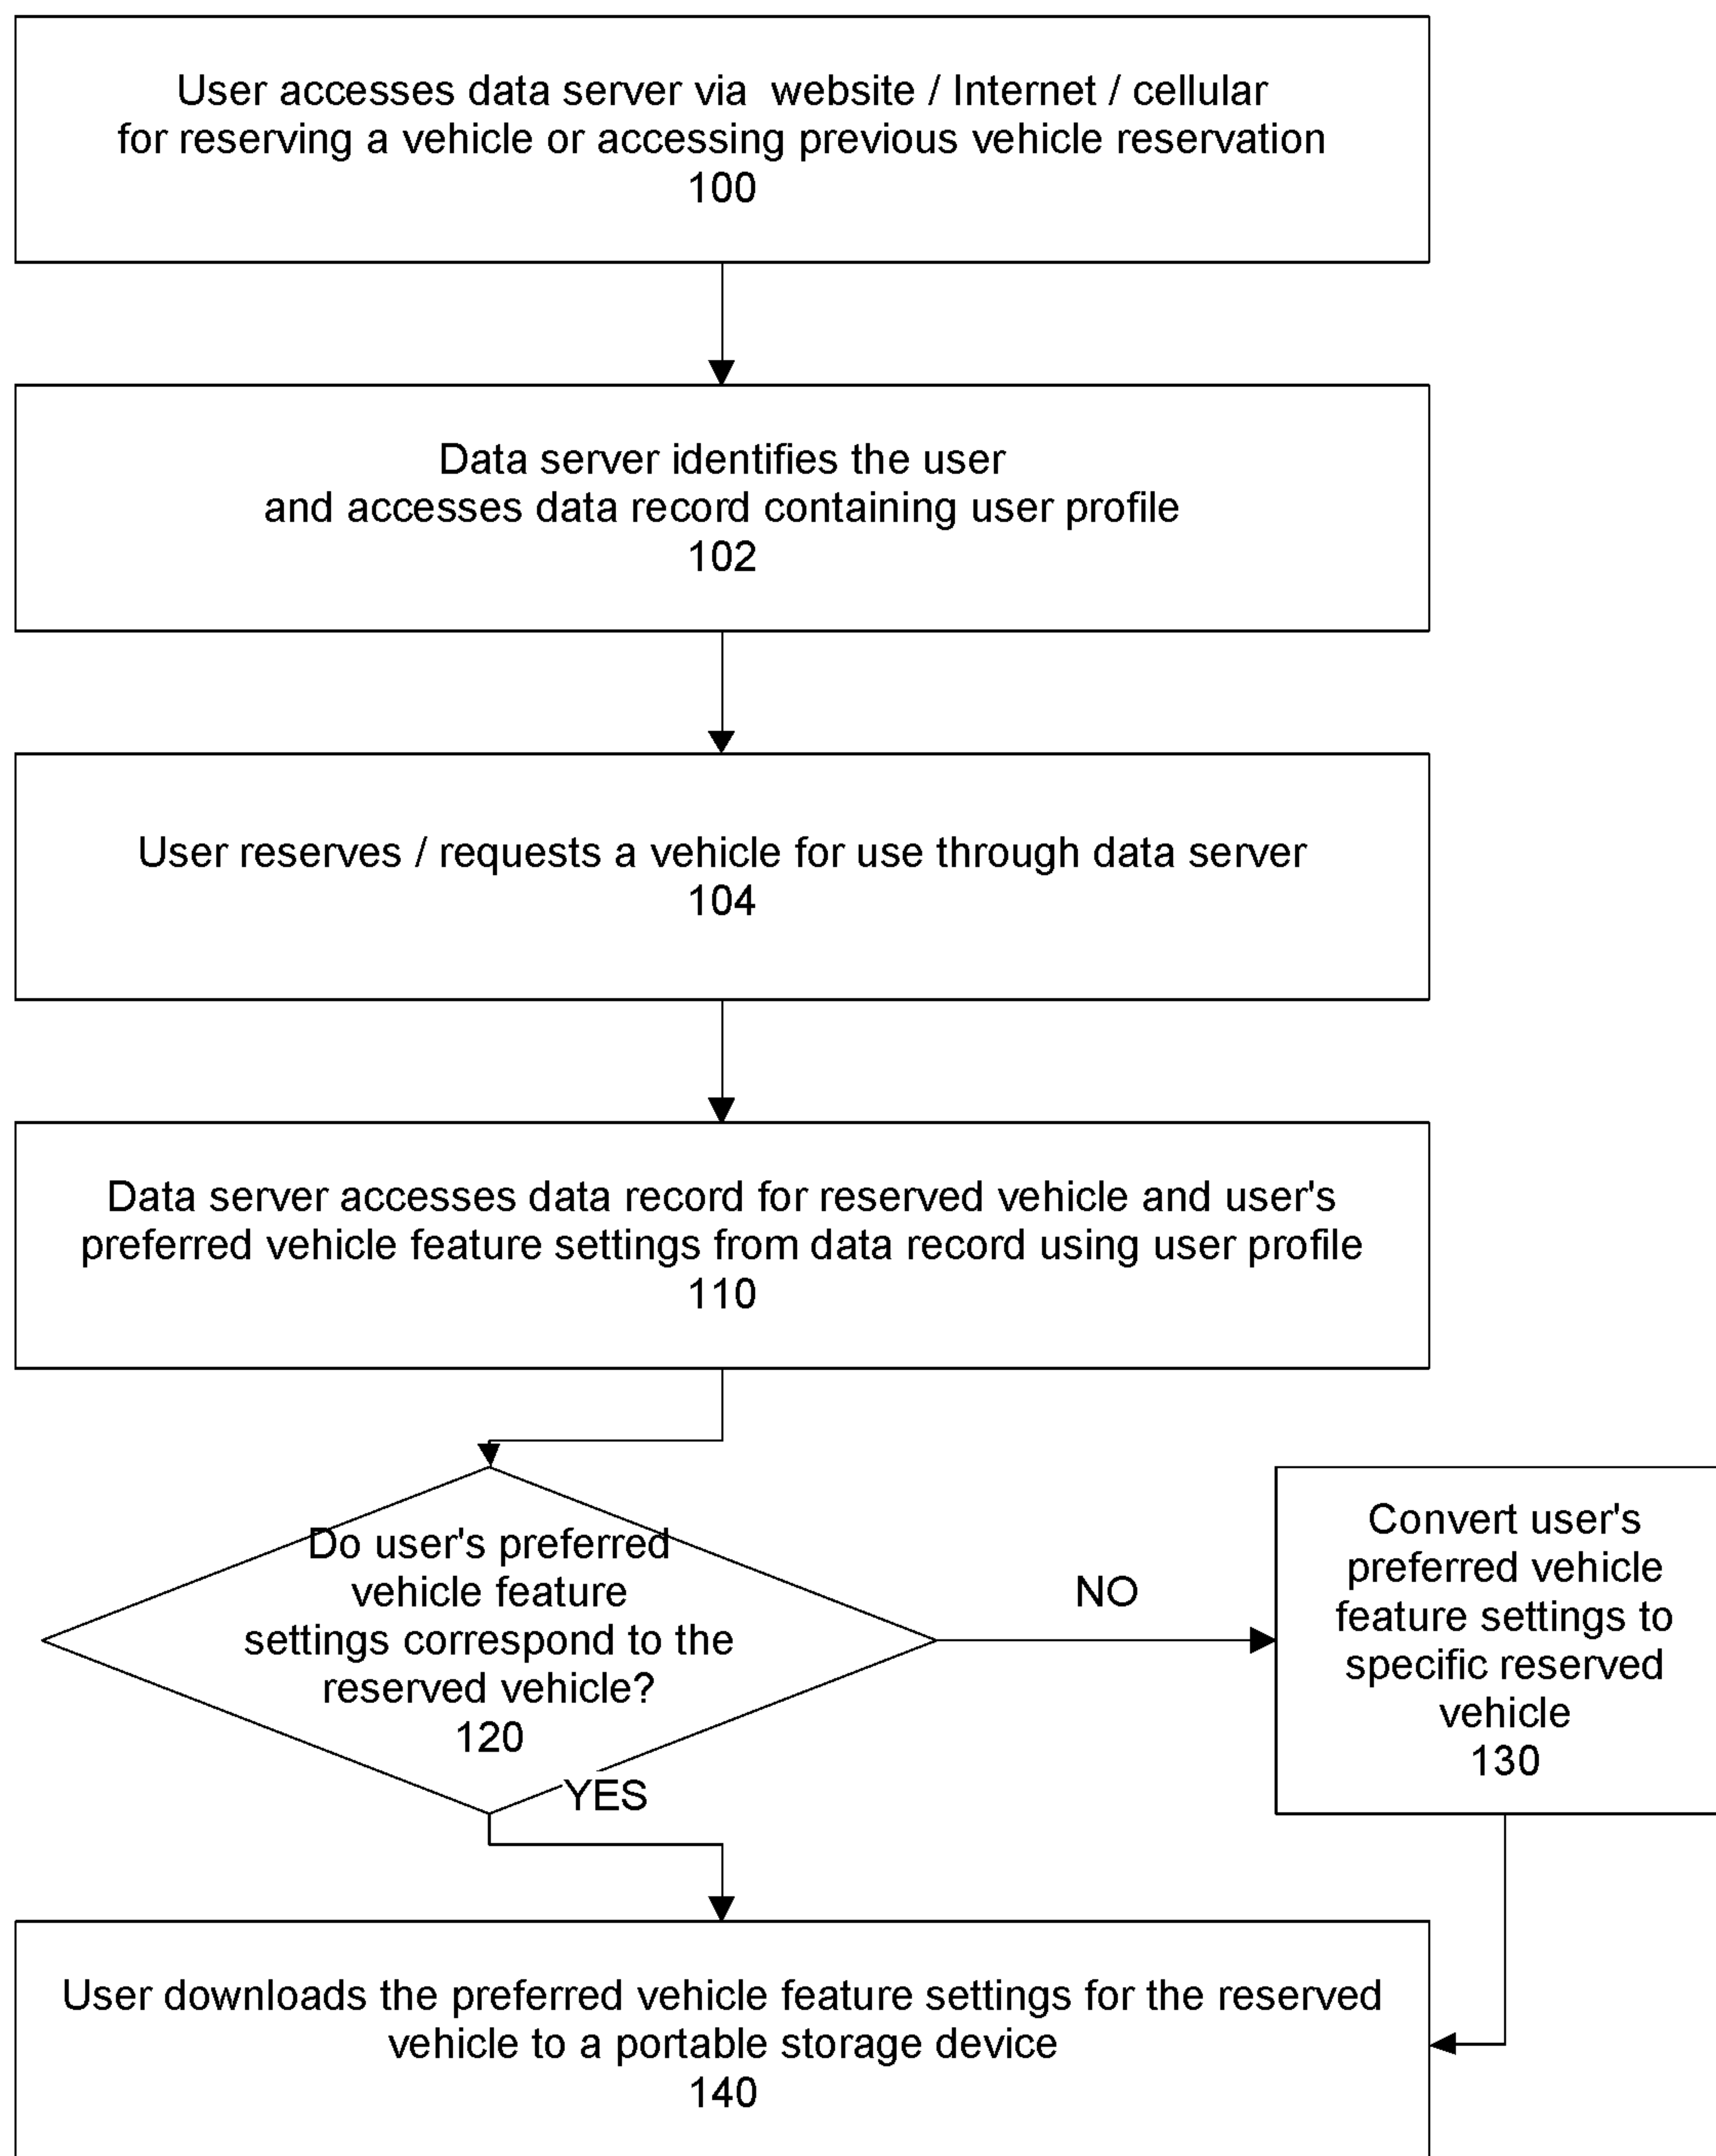 User accesses data server via website / Internet / cellular
for reserving a vehicle or accessing previous vehicle reservation
100
Data server identifies the user
and accesses data record containing user profile
102
User reserves / requests a vehicle for use through data server
104
Data server accesses data record for reserved vehicle and user's
preferred vehicle feature settings from data record using user profile
110
Do user's preferred
vehicle feature
settings correspond to the
reserved vehicle?
120
NO
YES
Convert user's
preferred vehicle
feature settings to
specific reserved
vehicle
130
User downloads the preferred vehicle feature settings for the reserved
vehicle to a portable storage device
140